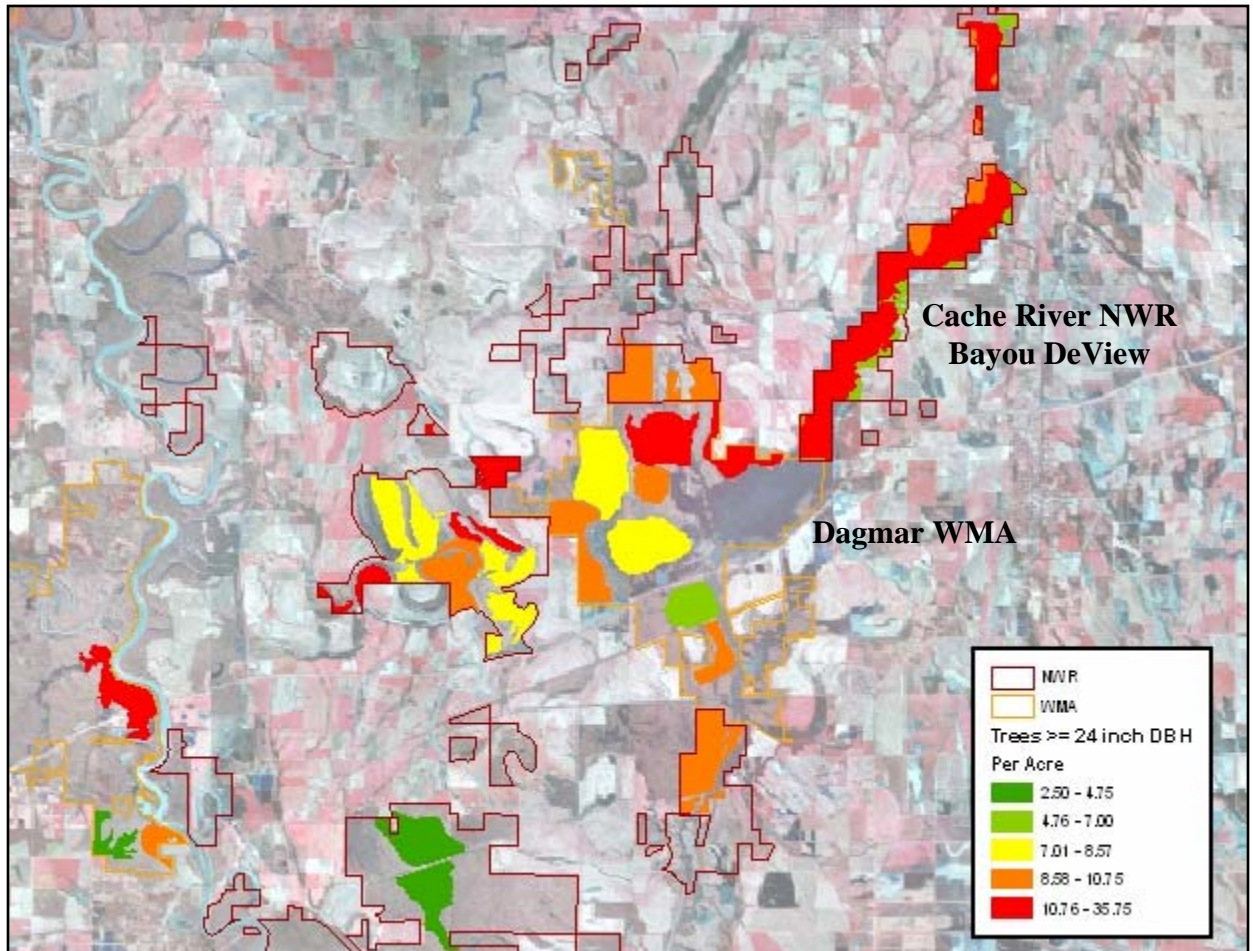 Cache River NWR
Bayou DeView
Dagmar WMA
NWR
WMA
Trees >= 24 inch DBH
Per Acre
2.50 - 4.75
4.76 - 7.00
7.01 - 8.57
8.58 - 10.75
10.76 - 35.75